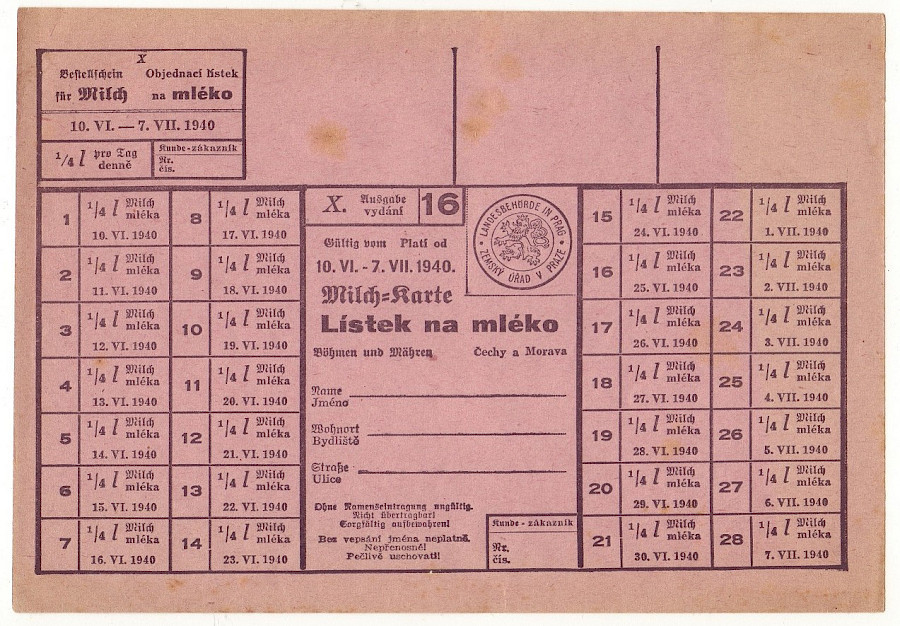 X
Bestellschein Objednací lístek
für Milch na mléko
10. VI. — 7. VII. 1940
1/4 l pro Tag denně
Kunde - zákazník
Nr.
čís.
1 1/4 l Milch mléka 10. VI. 1940
2 1/4 l Milch mléka 11. VI. 1940
3 1/4 l Milch mléka 12. VI. 1940
4 1/4 l Milch mléka 13. VI. 1940
5 1/4 l Milch mléka 14. VI. 1940
6 1/4 l Milch mléka 15. VI. 1940
7 1/4 l Milch mléka 16. VI. 1940
8 1/4 l Milch mléka 17. VI. 1940
9 1/4 l Milch mléka 18. VI. 1940
10 1/4 l Milch mléka 19. VI. 1940
11 1/4 l Milch mléka 20. VI. 1940
12 1/4 l Milch mléka 21. VI. 1940
13 1/4 l Milch mléka 22. VI. 1940
14 1/4 l Milch mléka 23. VI. 1940
X. Ausgabe vydání 16
LANDESBEHÖRDE IN PRAG
ZEMSKÝ ÚŘAD V PRAZE
Gültig vom Platí od
10. VI. - 7. VII. 1940.
Milch-Karte
Lístek na mléko
Böhmen und Mähren Čechy a Morava
Name
Jméno
Wohnort
Bydliště
Straße
Ulice
Ohne Namenseintragung ungültig.
Nicht übertragbar!
Sorgfältig aufbewahren!
Bez vepsání jména neplatné.
Nepřenosné!
Pečlivě uschovati!
Kunde - zákazník
Nr.
čís.
15 1/4 l Milch mléka 24. VI. 1940
16 1/4 l Milch mléka 25. VI. 1940
17 1/4 l Milch mléka 26. VI. 1940
18 1/4 l Milch mléka 27. VI. 1940
19 1/4 l Milch mléka 28. VI. 1940
20 1/4 l Milch mléka 29. VI. 1940
21 1/4 l Milch mléka 30. VI. 1940
22 1/4 l Milch mléka 1. VII. 1940
23 1/4 l Milch mléka 2. VII. 1940
24 1/4 l Milch mléka 3. VII. 1940
25 1/4 l Milch mléka 4. VII. 1940
26 1/4 l Milch mléka 5. VII. 1940
27 1/4 l Milch mléka 6. VII. 1940
28 1/4 l Milch mléka 7. VII. 1940